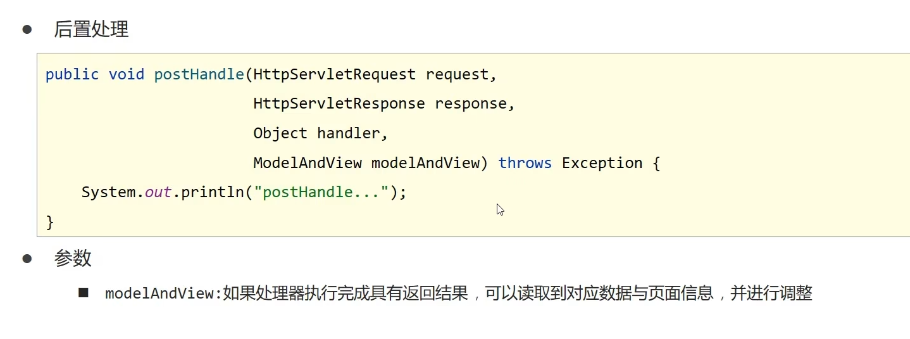 ● 后置处理
public void postHandle(HttpServletRequest request,
HttpServletResponse response,
Object handler,
ModelAndView modelAndView) throws Exception {
System.out.println("postHandle...");
}
● 参数
■ modelAndView:如果处理器执行完成具有返回结果，可以读取到对应数据与页面信息，并进行调整